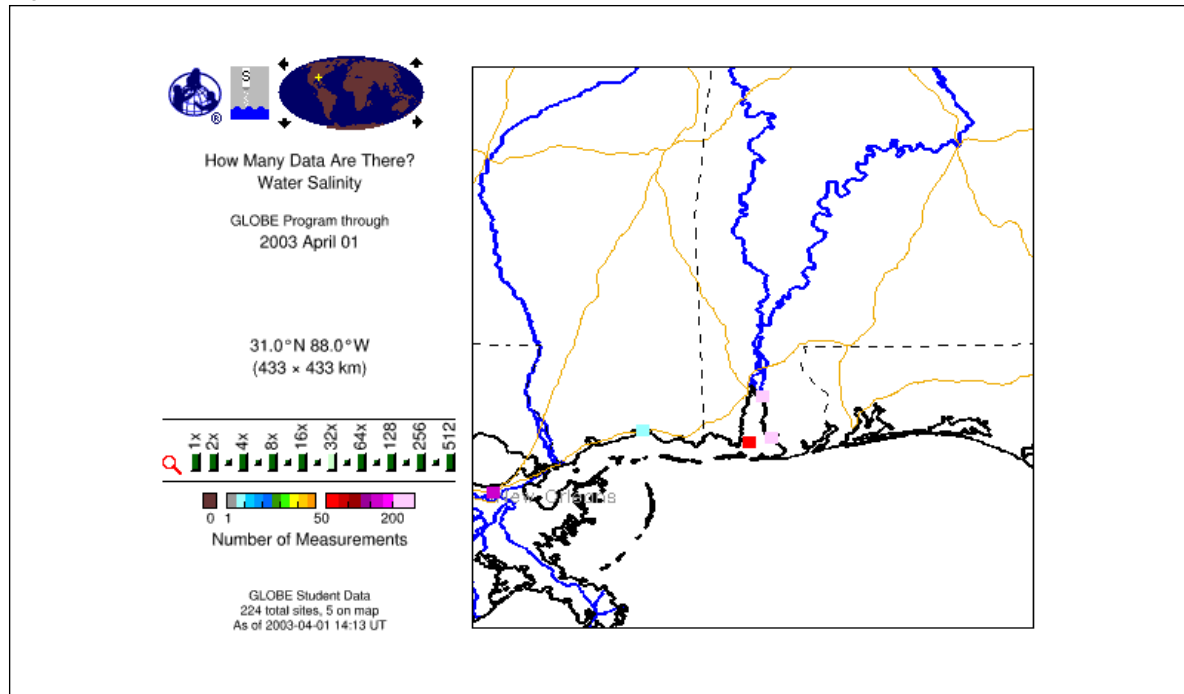 S
®
How Many Data Are There?
Water Salinity
GLOBE Program through
2003 April 01
31.0°N 88.0°W
(433 × 433 km)
1x 2x 4x 8x 16x 32x 64x 128 256 512
0 1 50 200
Number of Measurements
GLOBE Student Data
224 total sites, 5 on map
As of 2003-04-01 14:13 UT
New Orleans